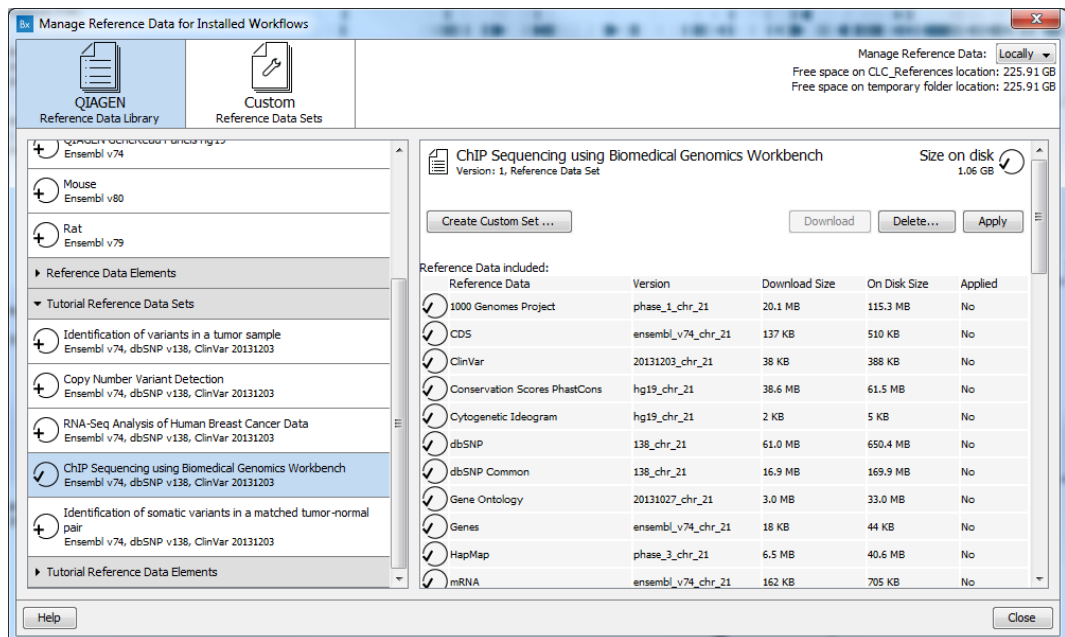 Bx Manage Reference Data for Installed Workflows
QIAGEN
Reference Data Library
Custom
Reference Data Sets
Manage Reference Data: Locally
Free space on CLC_References location: 225.91 GB
Free space on temporary folder location: 225.91 GB
QIAGEN GeneRead Panels hg19
Ensembl v74
Mouse
Ensembl v80
Rat
Ensembl v79
Reference Data Elements
Tutorial Reference Data Sets
Identification of variants in a tumor sample
Ensembl v74, dbSNP v138, ClinVar 20131203
Copy Number Variant Detection
Ensembl v74, dbSNP v138, ClinVar 20131203
RNA-Seq Analysis of Human Breast Cancer Data
Ensembl v74, dbSNP v138, ClinVar 20131203
ChIP Sequencing using Biomedical Genomics Workbench
Ensembl v74, dbSNP v138, ClinVar 20131203
Identification of somatic variants in a matched tumor-normal
pair
Ensembl v74, dbSNP v138, ClinVar 20131203
Tutorial Reference Data Elements
ChIP Sequencing using Biomedical Genomics Workbench
Version: 1, Reference Data Set
Size on disk
1.06 GB
Create Custom Set ... Download Delete... Apply
Reference Data included:
Reference Data Version Download Size On Disk Size Applied
1000 Genomes Project phase_1_chr_21 20.1 MB 115.3 MB No
CDS ensembl_v74_chr_21 137 KB 510 KB No
ClinVar 20131203_chr_21 38 KB 388 KB No
Conservation Scores PhastCons hg19_chr_21 38.6 MB 61.5 MB No
Cytogenetic Ideogram hg19_chr_21 2 KB 5 KB No
dbSNP 138_chr_21 61.0 MB 650.4 MB No
dbSNP Common 138_chr_21 16.9 MB 169.9 MB No
Gene Ontology 20131027_chr_21 3.0 MB 33.0 MB No
Genes ensembl_v74_chr_21 18 KB 44 KB No
HapMap phase_3_chr_21 6.5 MB 40.6 MB No
mRNA ensembl_v74_chr_21 162 KB 705 KB No
Help Close